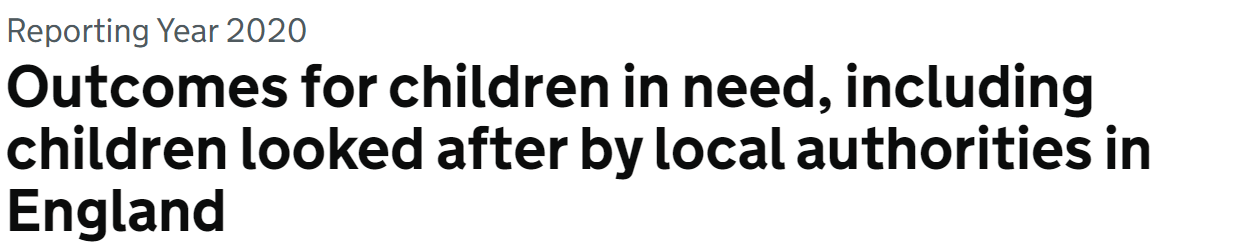 Reporting Year 2020
Outcomes for children in need, including
children looked after by local authorities in
England